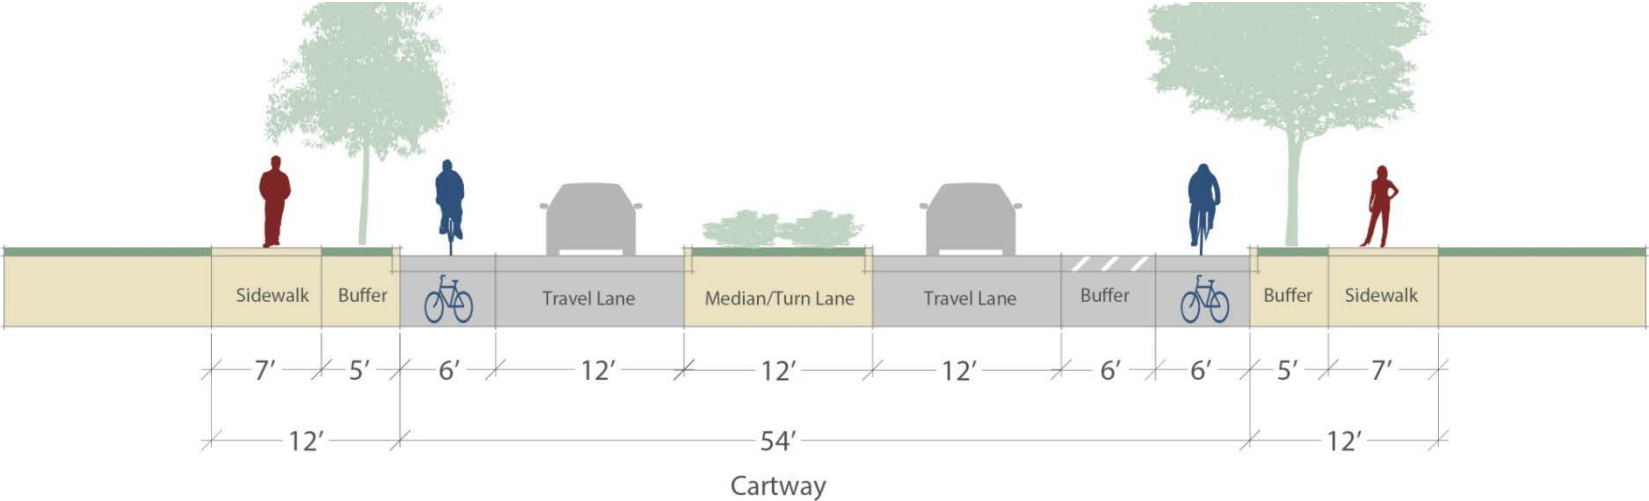 Sidewalk Buffer Travel Lane Median/Turn Lane Travel Lane Buffer Buffer Sidewalk
7’ 5’ 6’ 12’ 12’ 12’ 6’ 6’ 5’ 7’
12’ 54’ 12’
Cartway